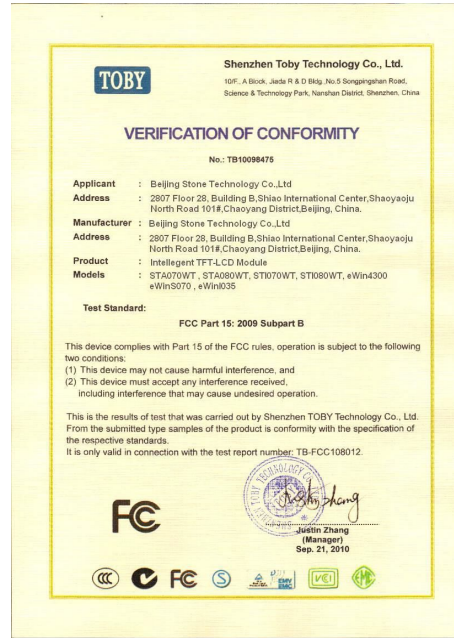 TOBY
Shenzhen Toby Technology Co., Ltd.
10/F., A Block, Jiada R & D Bldg.,No.5 Songpingshan Road,
Science & Technology Park, Nanshan District. Shenzhen, China
VERIFICATION OF CONFORMITY
No.: TB10098475
Applicant : Beijing Stone Technology Co.,Ltd
Address : 2807 Floor 28, Building B,Shiao International Center,Shaoyaoju
North Road 101#,Chaoyang District,Beijing, China.
Manufacturer : Beijing Stone Technology Co.,Ltd
Address : 2807 Floor 28, Building B,Shiao International Center,Shaoyaoju
North Road 101#,Chaoyang District,Beijing, China.
Product : Intellegent TFT-LCD Module
Models : STA070WT , STA080WT, STI070WT, STI080WT, eWin4300
eWinS070 , eWinI035
Test Standard:
FCC Part 15: 2009 Subpart B
This device complies with Part 15 of the FCC rules, operation is subject to the following
two conditions:
(1) This device may not cause harmful interference, and
(2) This device must accept any interference received,
including interference that may cause undesired operation.
This is the results of test that was carried out by Shenzhen TOBY Technology Co., Ltd.
From the submitted type samples of the product is conformity with the specification of
the respective standards.
It is only valid in connection with the test report number: TB-FCC108012.
Justin Zhang
(Manager)
Sep. 21, 2010
FC
CCC
FC
S
EMV
EMC
VCI
EMC